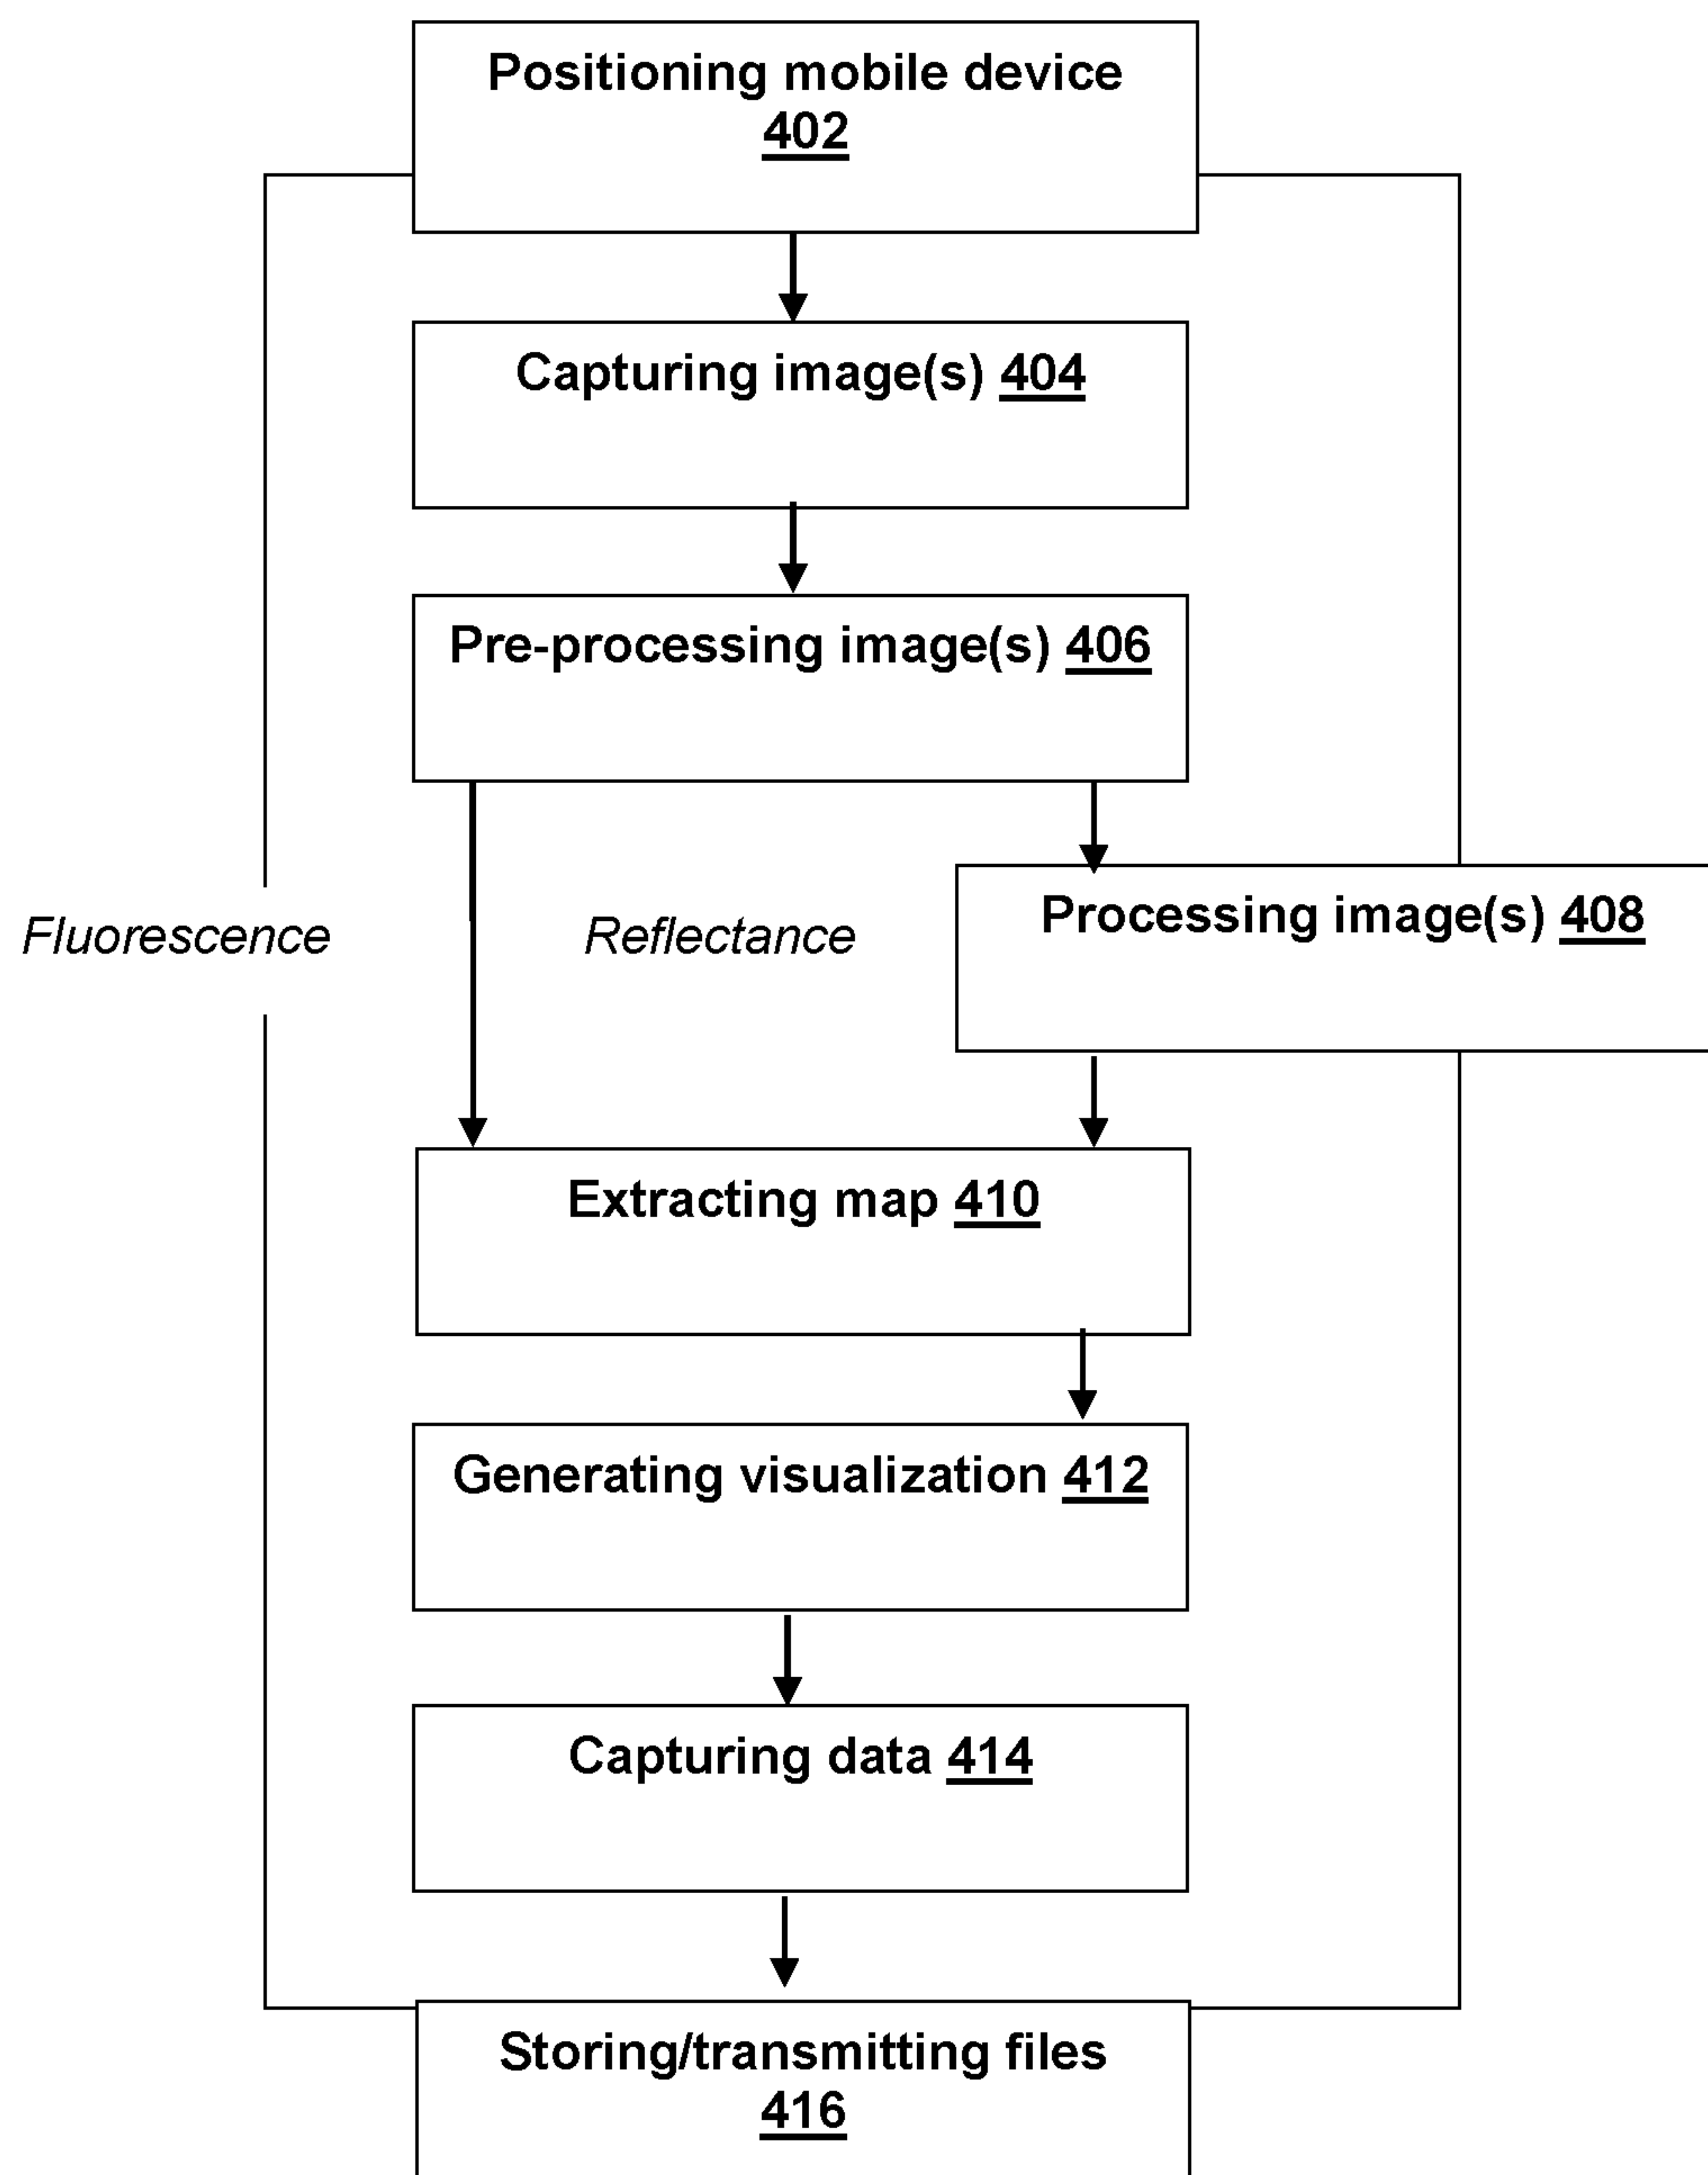 Positioning mobile device
402
Capturing image(s) 404
Pre-processing image(s) 406
Fluorescence
Reflectance
Processing image(s) 408
Extracting map 410
Generating visualization 412
Capturing data 414
Storing/transmitting files
416